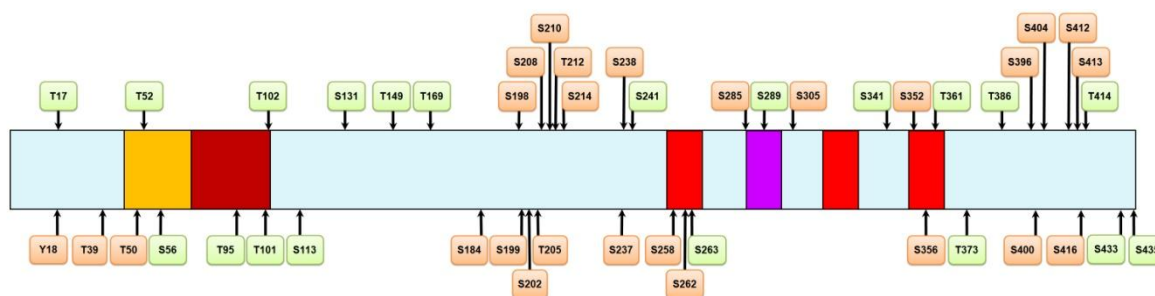 S210
S404
S412
S208
T212
S238
S396
S413
T17
T52
T102
S131
T149
T169
S198
S214
S241
S285
S289
S305
S341
S352
T361
T386
T414
Y18
T39
T50
S56
T95
T101
S113
S184
S199
T205
S237
S258
S263
S356
T373
S400
S416
S433
S435
S202
S262